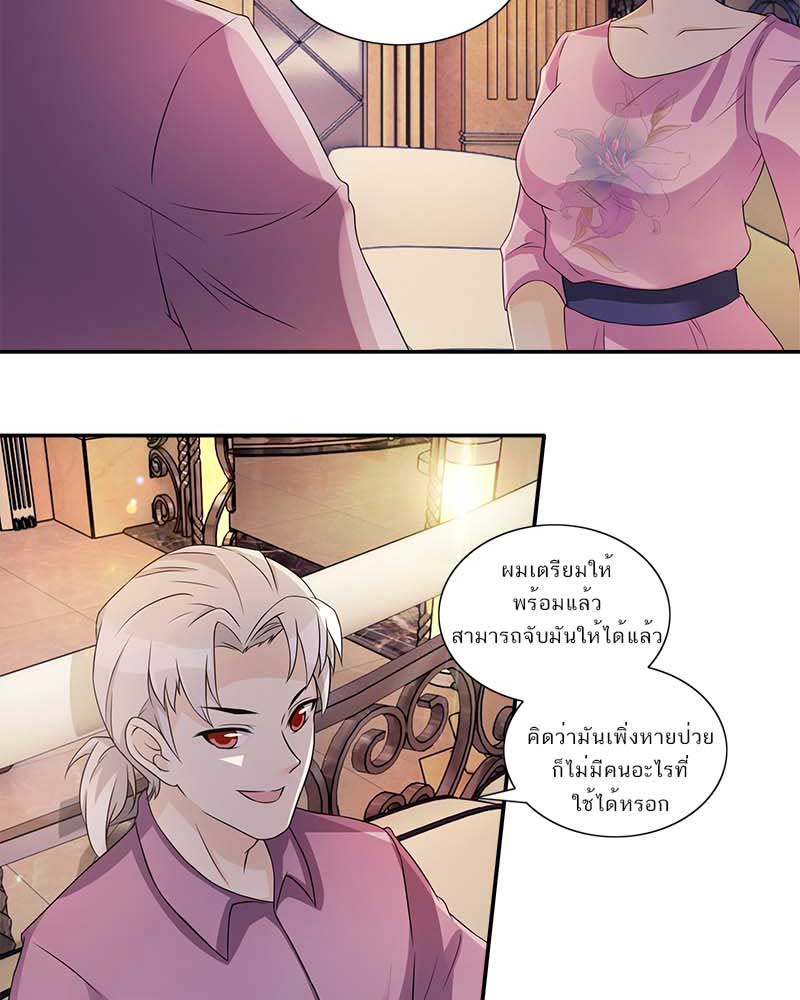 ผมเตรียมให้
พร้อมแล้ว
สามารถจับมันให้ได้แล้ว
คิดว่ามันเพิ่งหายป่วย
ก็ไม่มีคนอะไรที่
ใช้ได้หรอก